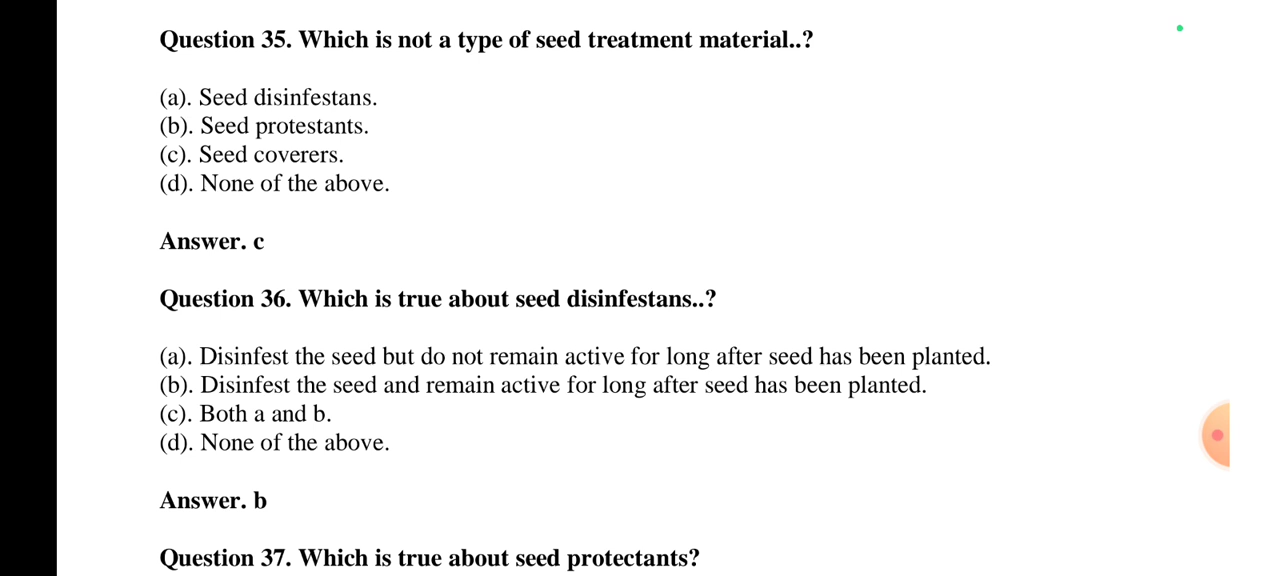 Question 35. Which is not a type of seed treatment material..?
(a). Seed disinfestans.
(b). Seed protestants.
(c). Seed coverers.
(d). None of the above.
Answer. c
Question 36. Which is true about seed disinfestans..?
(a). Disinfest the seed but do not remain active for long after seed has been planted.
(b). Disinfest the seed and remain active for long after seed has been planted.
(c). Both a and b.
(d). None of the above.
Answer. b
Question 37. Which is true about seed protectants?